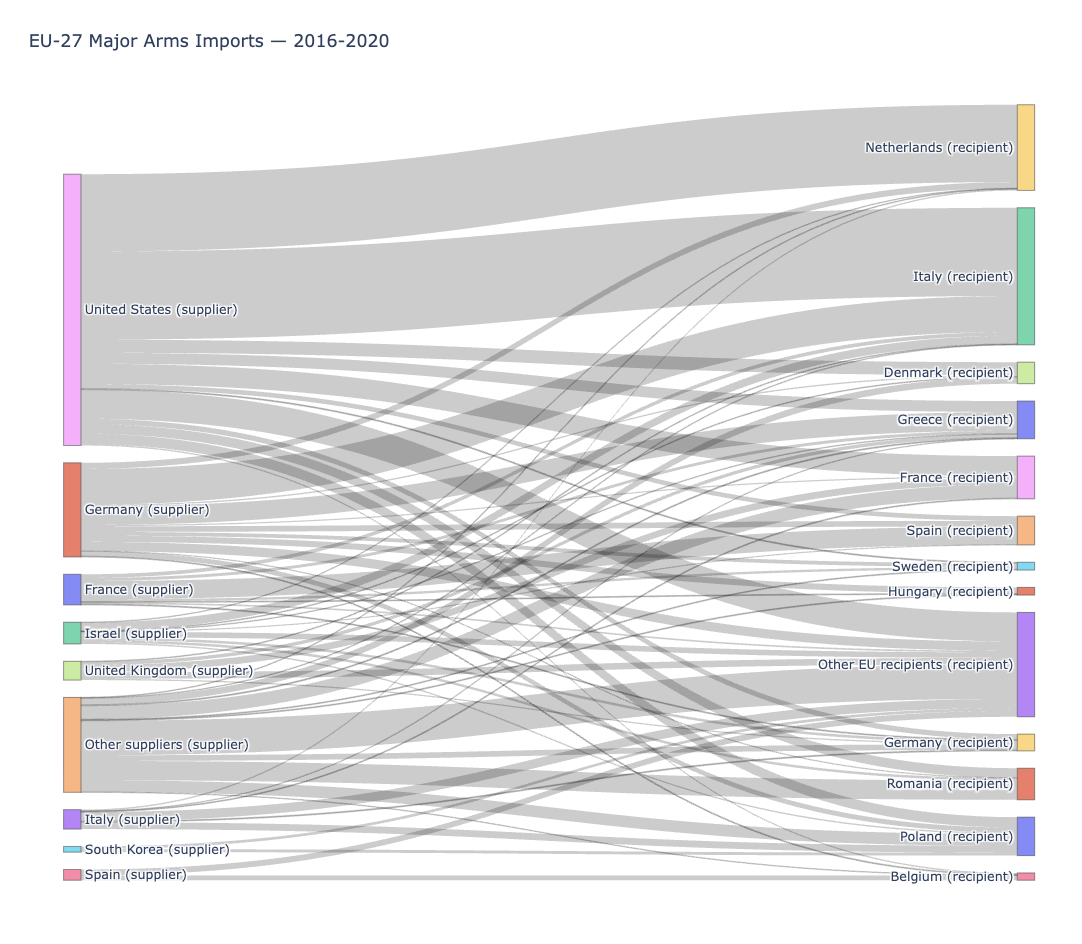 EU-27 Major Arms Imports — 2016-2020
United States (supplier)
Germany (supplier)
France (supplier)
Israel (supplier)
United Kingdom (supplier)
Other suppliers (supplier)
Italy (supplier)
South Korea (supplier)
Spain (supplier)
Netherlands (recipient)
Italy (recipient)
Denmark (recipient)
Greece (recipient)
France (recipient)
Spain (recipient)
Sweden (recipient)
Hungary (recipient)
Other EU recipients (recipient)
Germany (recipient)
Romania (recipient)
Poland (recipient)
Belgium (recipient)